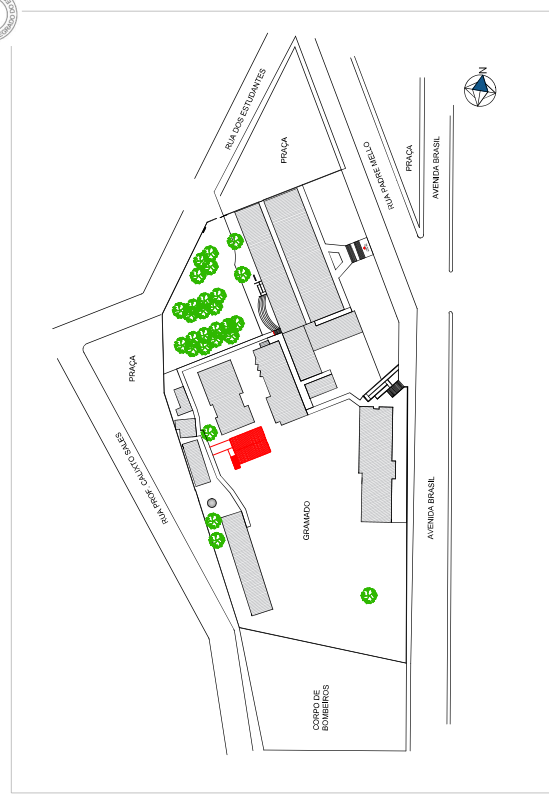 RUA DOS ESTUDANTES
PRAÇA
N
RUA PADRE MELLO
PRAÇA
AVENIDA BRASIL
PRAÇA
RUA PROF. CALIXTO SALES
GRAMADO
AVENIDA BRASIL
CORPO DE
BOMBEIROS